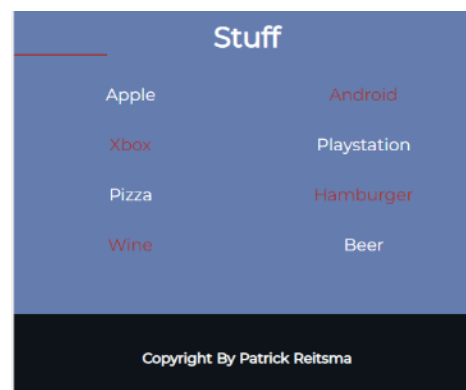 Stuff
Apple Android
Xbox Playstation
Pizza Hamburger
Wine Beer
Copyright By Patrick Reitsma